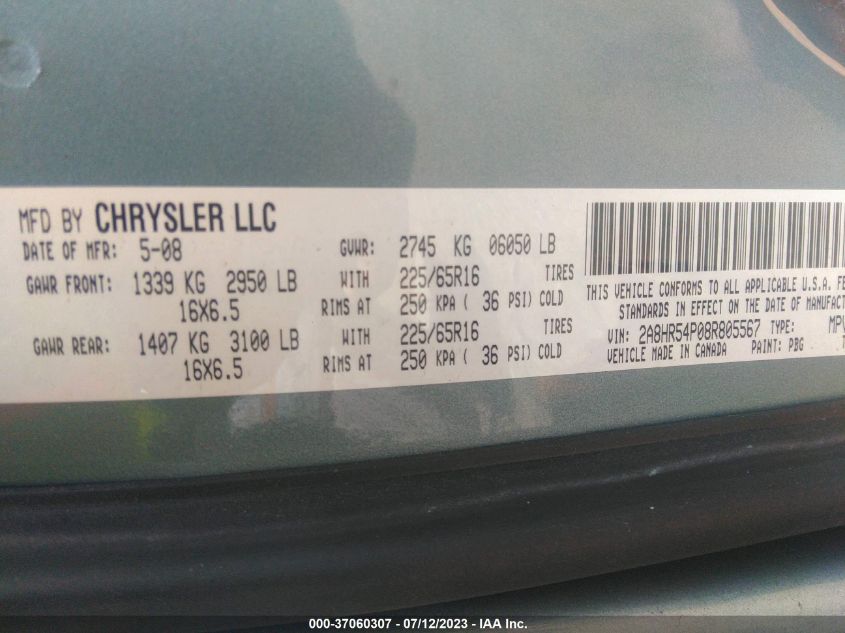 MFD BY CHRYSLER LLC
DATE OF MFR: 5-08 GVWR: 2745 KG 06050 LB
GAWR FRONT: 1339 KG 2950 LB WITH 225/65R16 TIRES
16X6.5 RIMS AT 250 KPA ( 36 PSI) COLD
GAWR REAR: 1407 KG 3100 LB WITH 225/65R16 TIRES
16X6.5 RIMS AT 250 KPA ( 36 PSI) COLD
THIS VEHICLE CONFORMS TO ALL APPLICABLE U.S.A.
STANDARDS IN EFFECT ON THE DATE OF
VIN: 2A8HR54P08R805567 TYPE: MPV
VEHICLE MADE IN CANADA PAINT: PBG
000-37060307 - 07/12/2023 - IAA Inc.